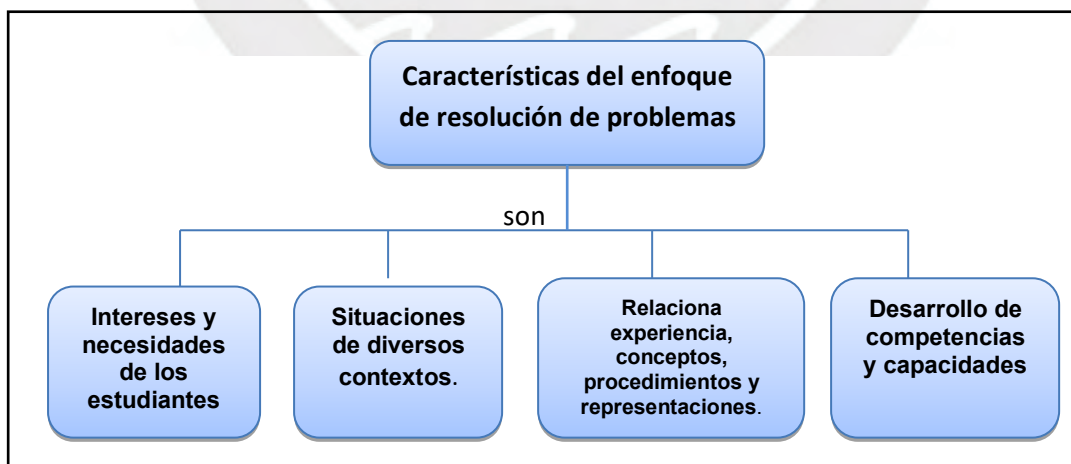 Características del enfoque
de resolución de problemas
son
Intereses y
necesidades
de los
estudiantes
Situaciones
de diversos
contextos.
Relaciona
experiencia,
conceptos,
procedimientos y
representaciones.
Desarrollo de
competencias
y capacidades